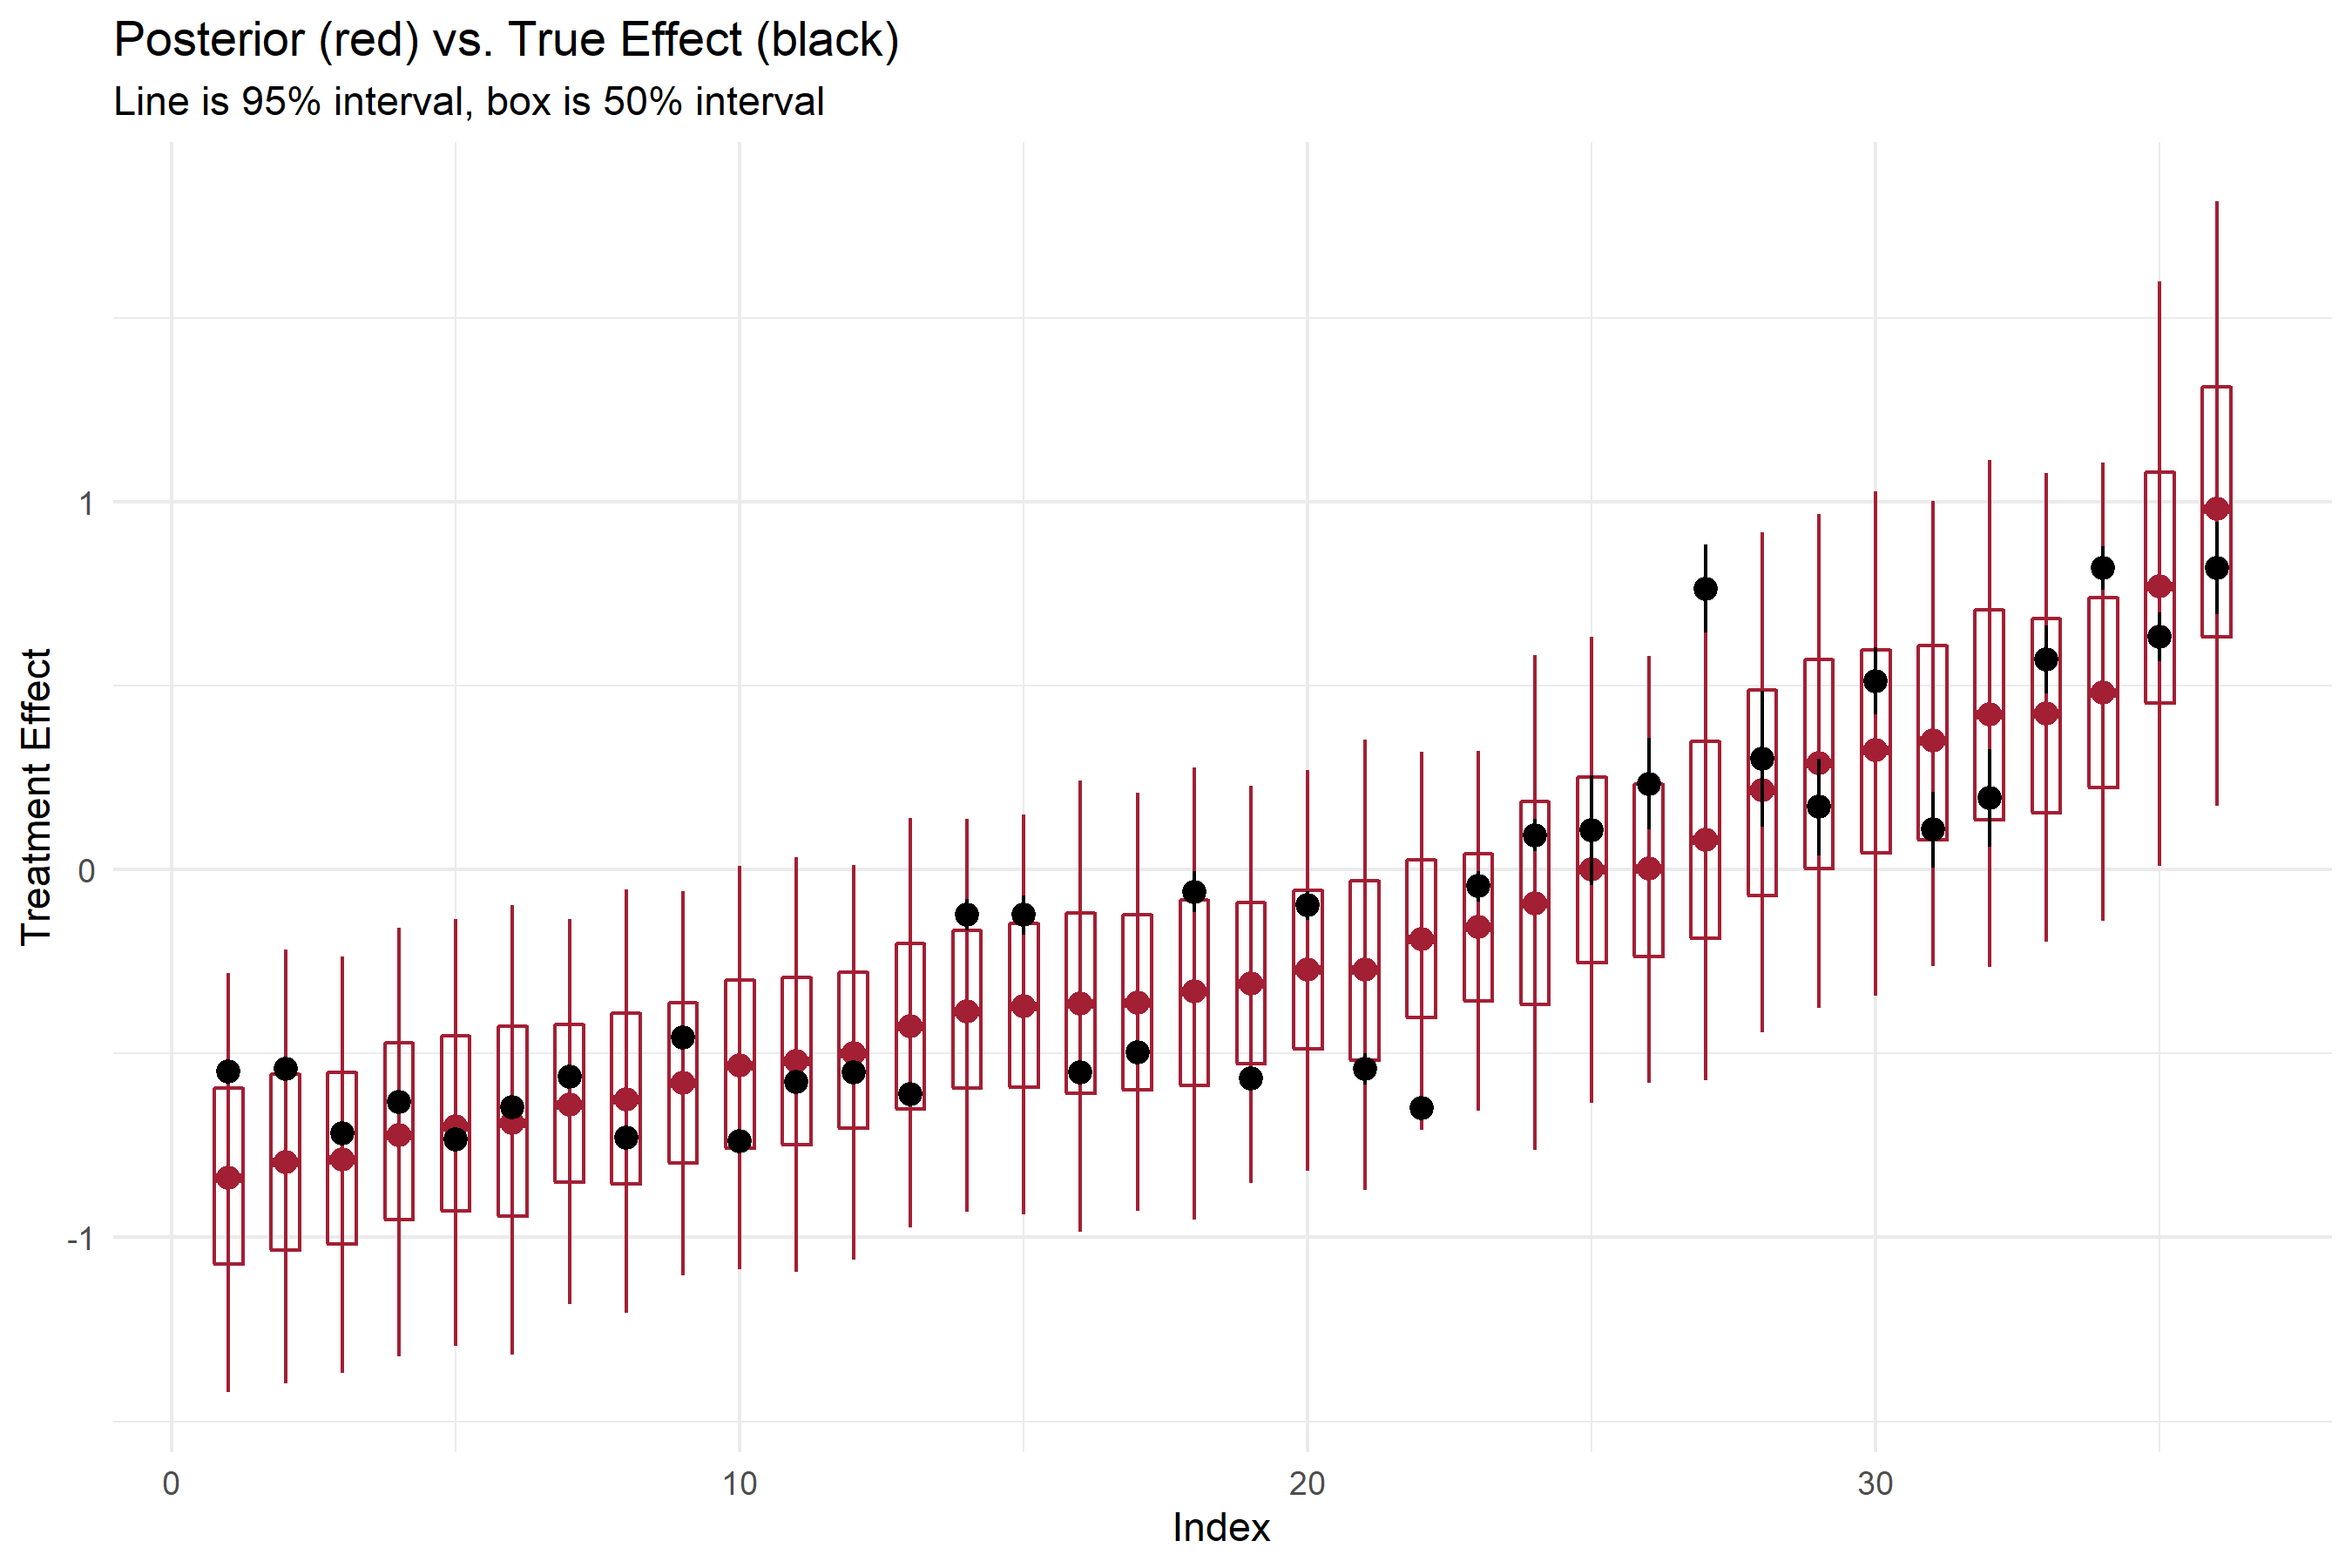 Posterior (red) vs. True Effect (black)
Line is 95% interval, box is 50% interval
Treatment Effect
1
0
-1
0
10
20
30
Index